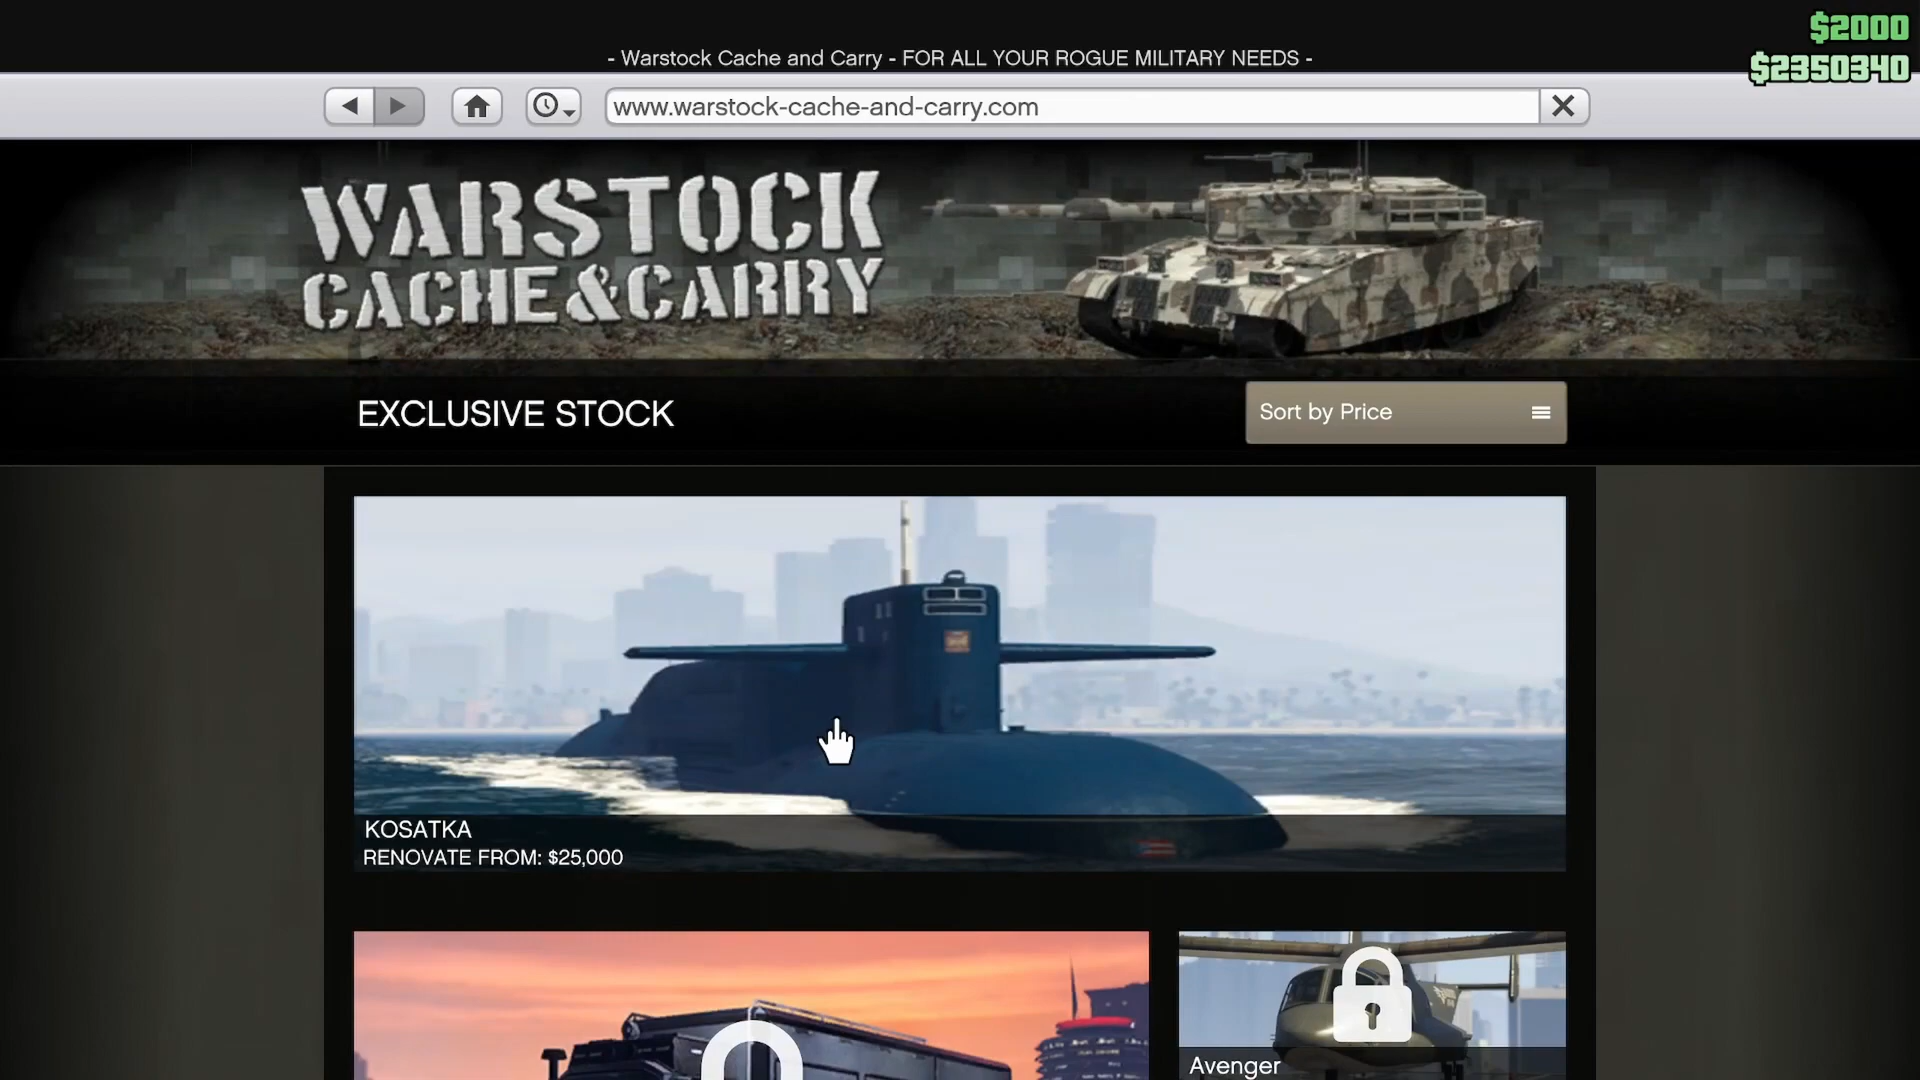 $2000
- Warstock Cache and Carry - FOR ALL YOUR ROGUE MILITARY NEEDS -
$2350340
www.warstock-cache-and-carry.com
WARSTOCK
CACHE&CARRY
EXCLUSIVE STOCK
Sort by Price
KOSATKA
RENOVATE FROM: $25,000
Avenger